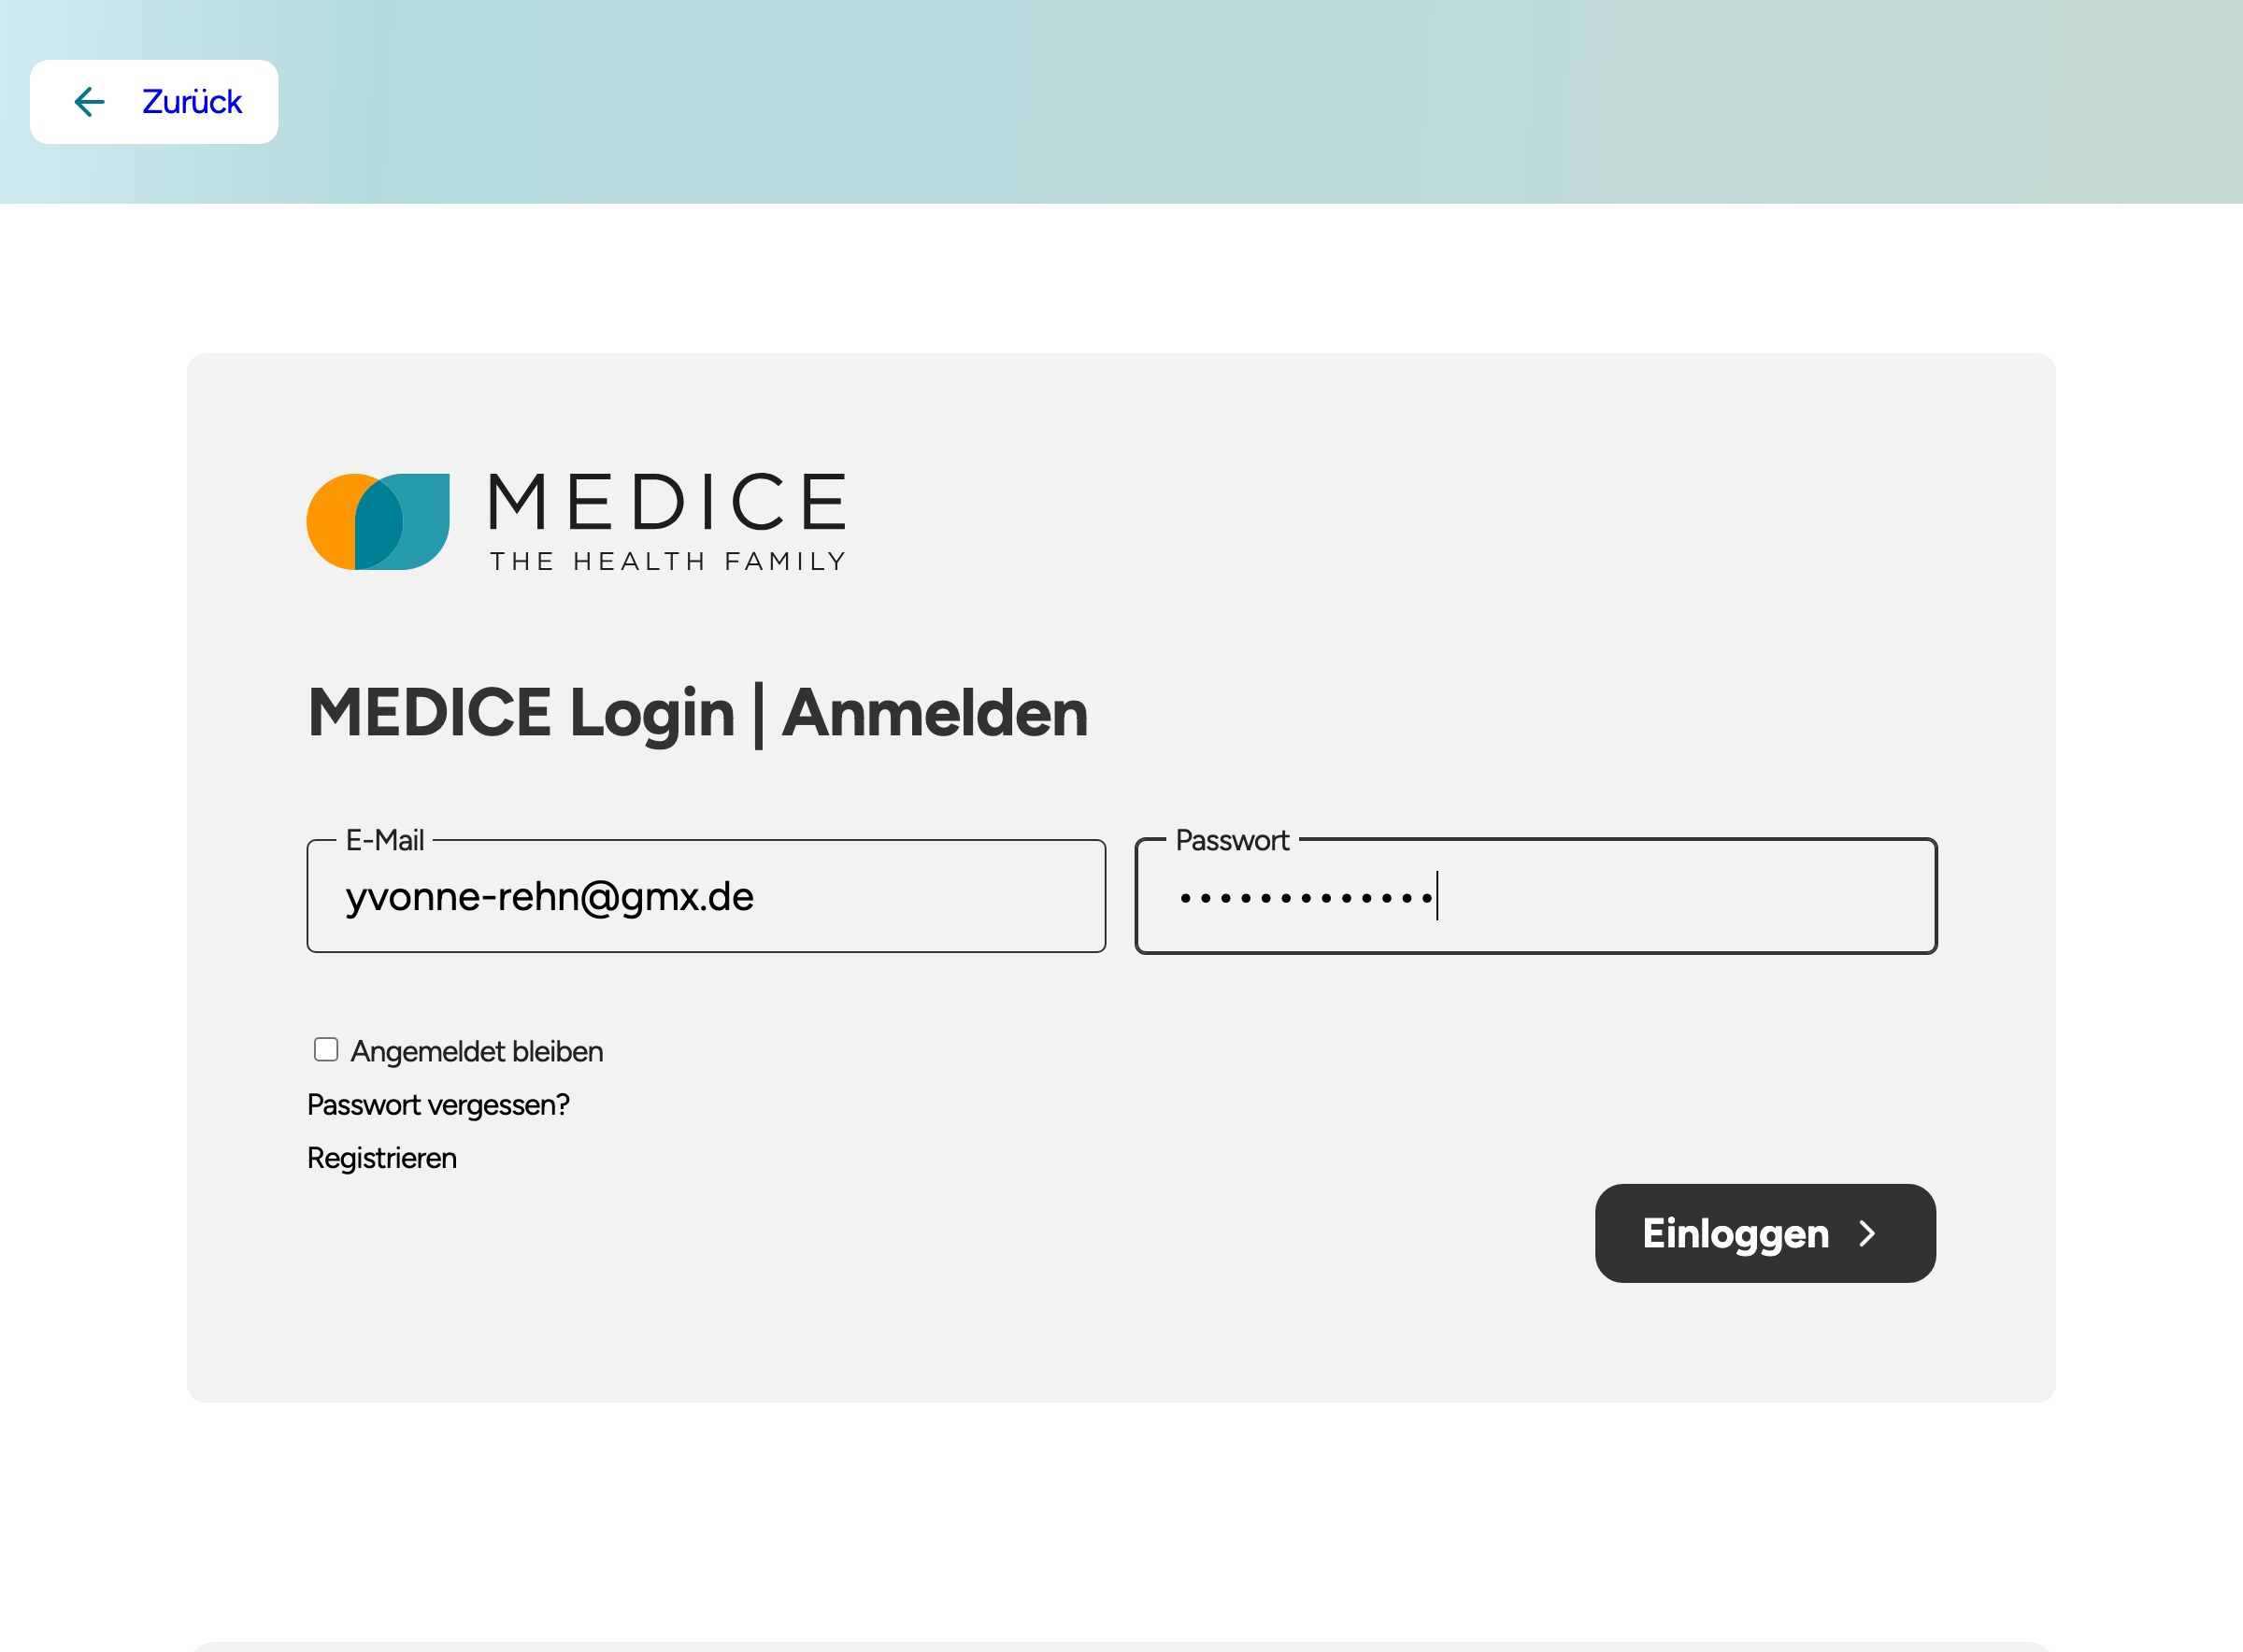 Zurück
MEDICE
THE HEALTH FAMILY
MEDICE Login | Anmelden
E-Mail
yvonne-rehn@gmx.de
Passwort
•••••••••••••
Angemeldet bleiben
Passwort vergessen?
Registrieren
Einloggen